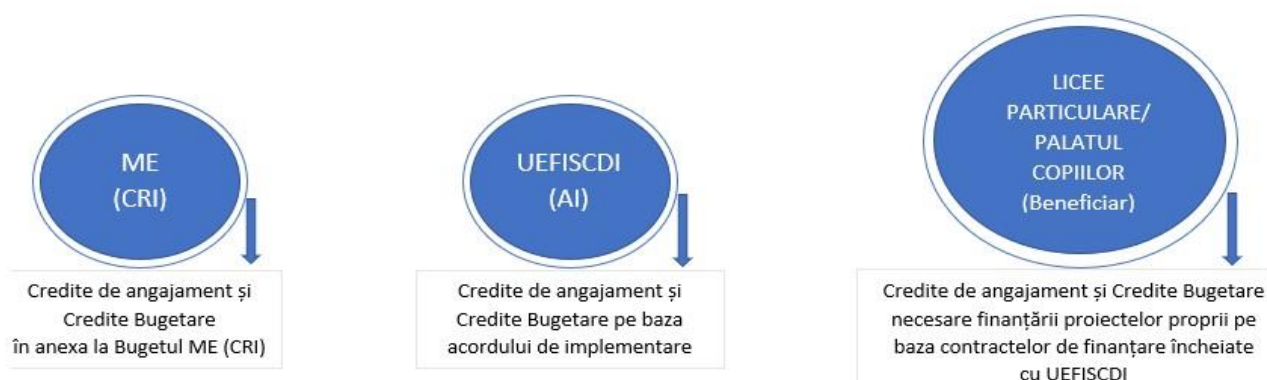 ME
(CRI)
Credite de angajament și
Credite Bugetare
în anexa la Bugetul ME (CRI)
UEFISCDI
(AI)
Credite de angajament și
Credite Bugetare pe baza
acordului de implementare
LICEE
PARTICULARE/
PALATUL
COPIILOR
(Beneficiar)
Credite de angajament și Credite Bugetare
necesare finanțării proiectelor proprii pe
baza contractelor de finanțare încheiate
cu UEFISCDI